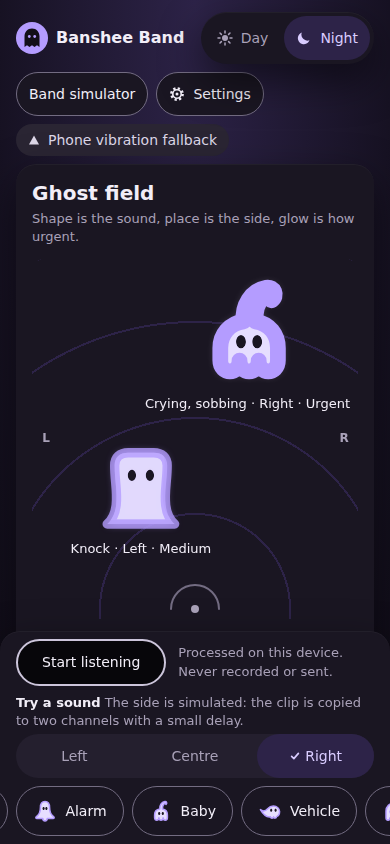 Banshee Band
Day
Night
Band simulator
Settings
Phone vibration fallback
Ghost field
Shape is the sound, place is the side, glow is how
urgent.
Crying, sobbing · Right · Urgent
L
R
Knock · Left · Medium
Start listening
Processed on this device.
Never recorded or sent.
Try a sound The side is simulated: the clip is copied
to two channels with a small delay.
Left
Centre
Right
Alarm
Baby
Vehicle